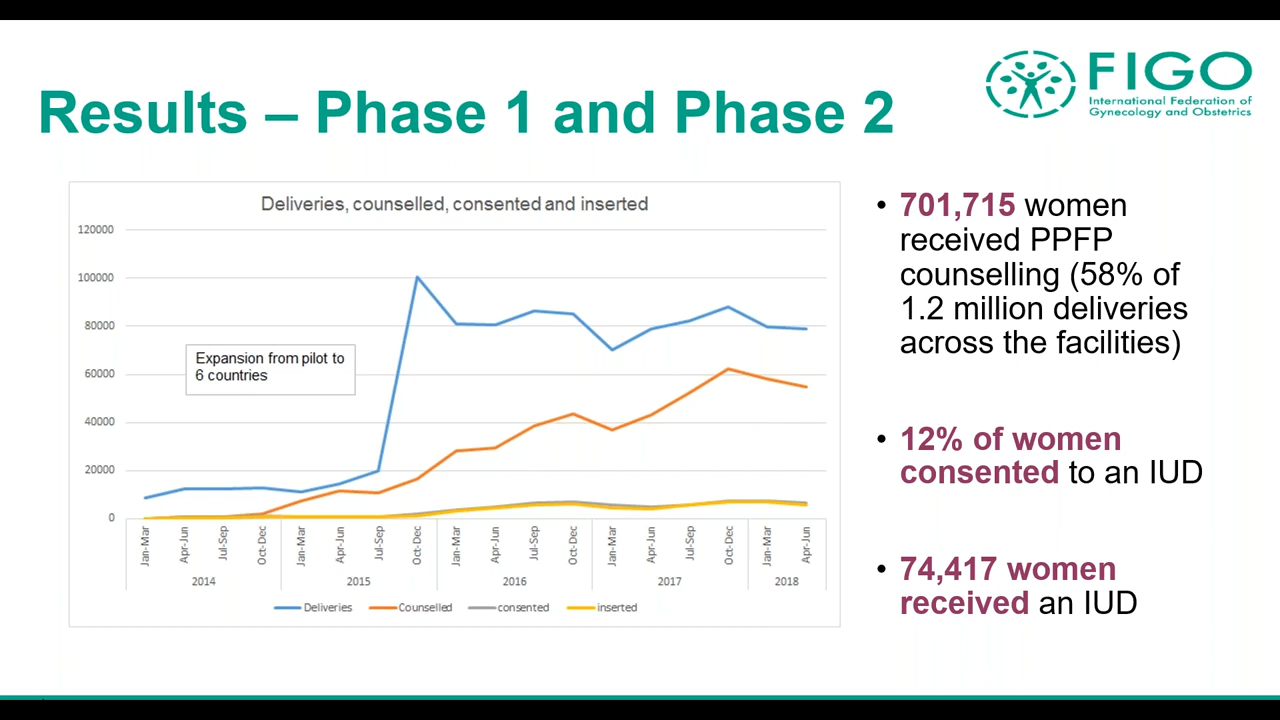 FIGO
International Federation of
Gynecology and Obstetrics
Results – Phase 1 and Phase 2
Deliveries, counselled, consented and inserted
120000
100000
80000
60000
40000
20000
0
Expansion from pilot to
6 countries
Jan-Mar
Apr-Jun
Jul-Sep
Oct-Dec
Jan-Mar
Apr-Jun
Jul-Sep
Oct-Dec
Jan-Mar
Apr-Jun
Jul-Sep
Oct-Dec
Jan-Mar
Apr-Jun
Jul-Sep
Oct-Dec
Jan-Mar
Apr-Jun
2014
2015
2016
2017
2018
Deliveries
Counselled
consented
inserted
• 701,715 women
received PPFP
counselling (58% of
1.2 million deliveries
across the facilities)
• 12% of women
consented to an IUD
• 74,417 women
received an IUD